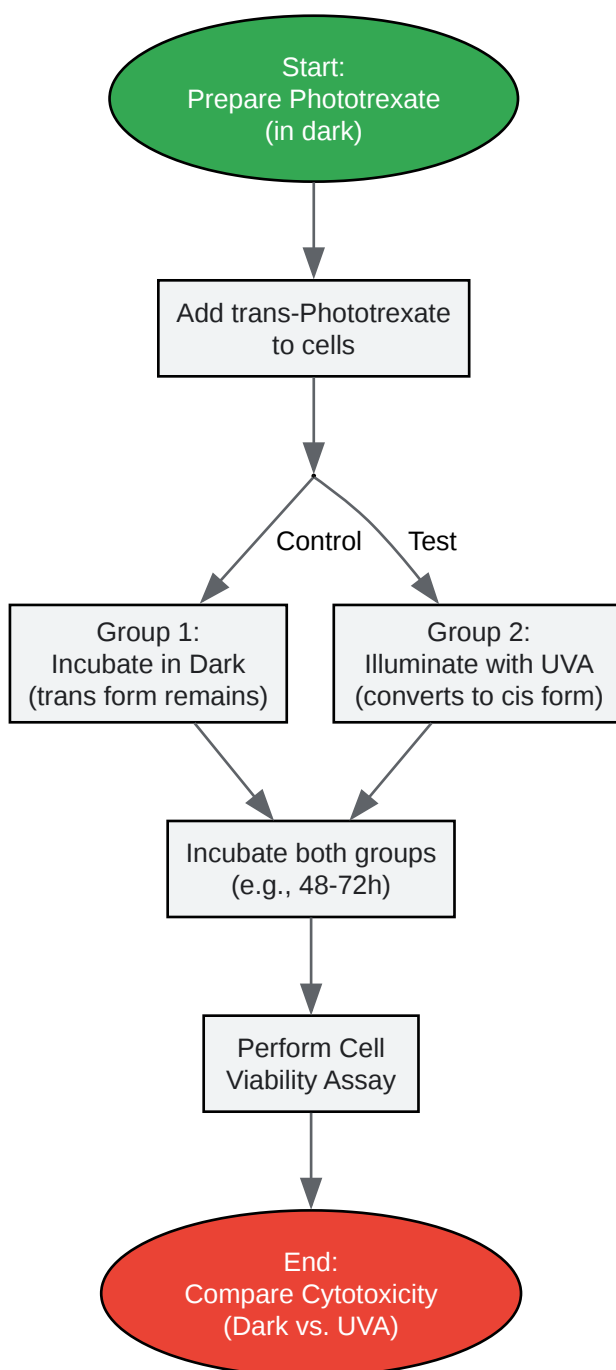 Start:
Prepare Phototrexate
(in dark)
Add trans-Phototrexate
to cells
Control
Test
Group 1:
Incubate in Dark
(trans form remains)
Group 2:
Illuminate with UVA
(converts to cis form)
Incubate both groups
(e.g., 48-72h)
Perform Cell
Viability Assay
End:
Compare Cytotoxicity
(Dark vs. UVA)